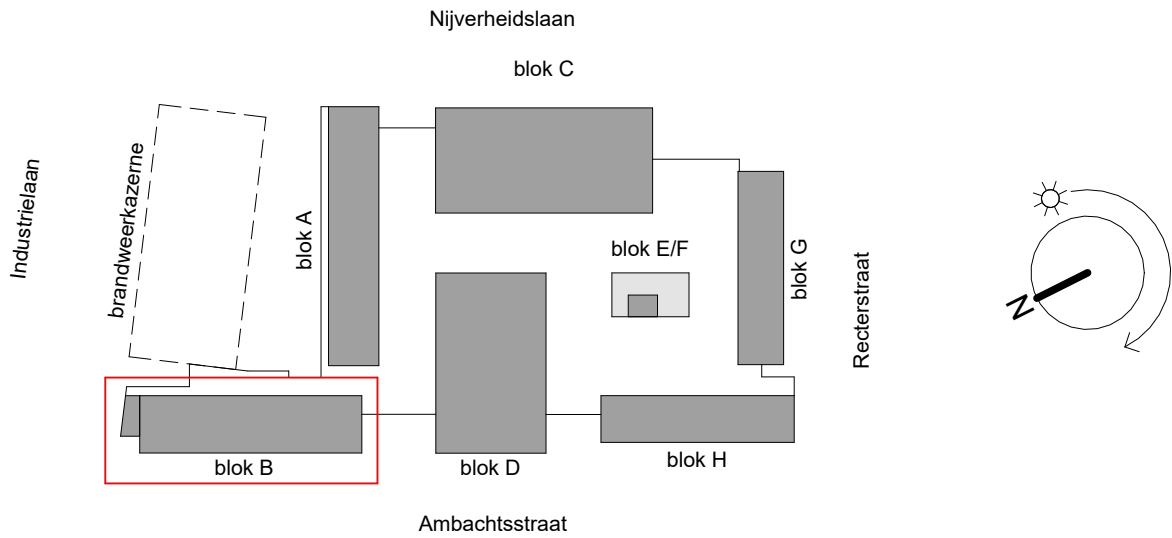 Nijverheidslaan
blok C
Industrielaan
brandweerkazerne
blok A
blok E/F
blok G
Recterstraat
N
blok B
blok D
blok H
Ambachtsstraat